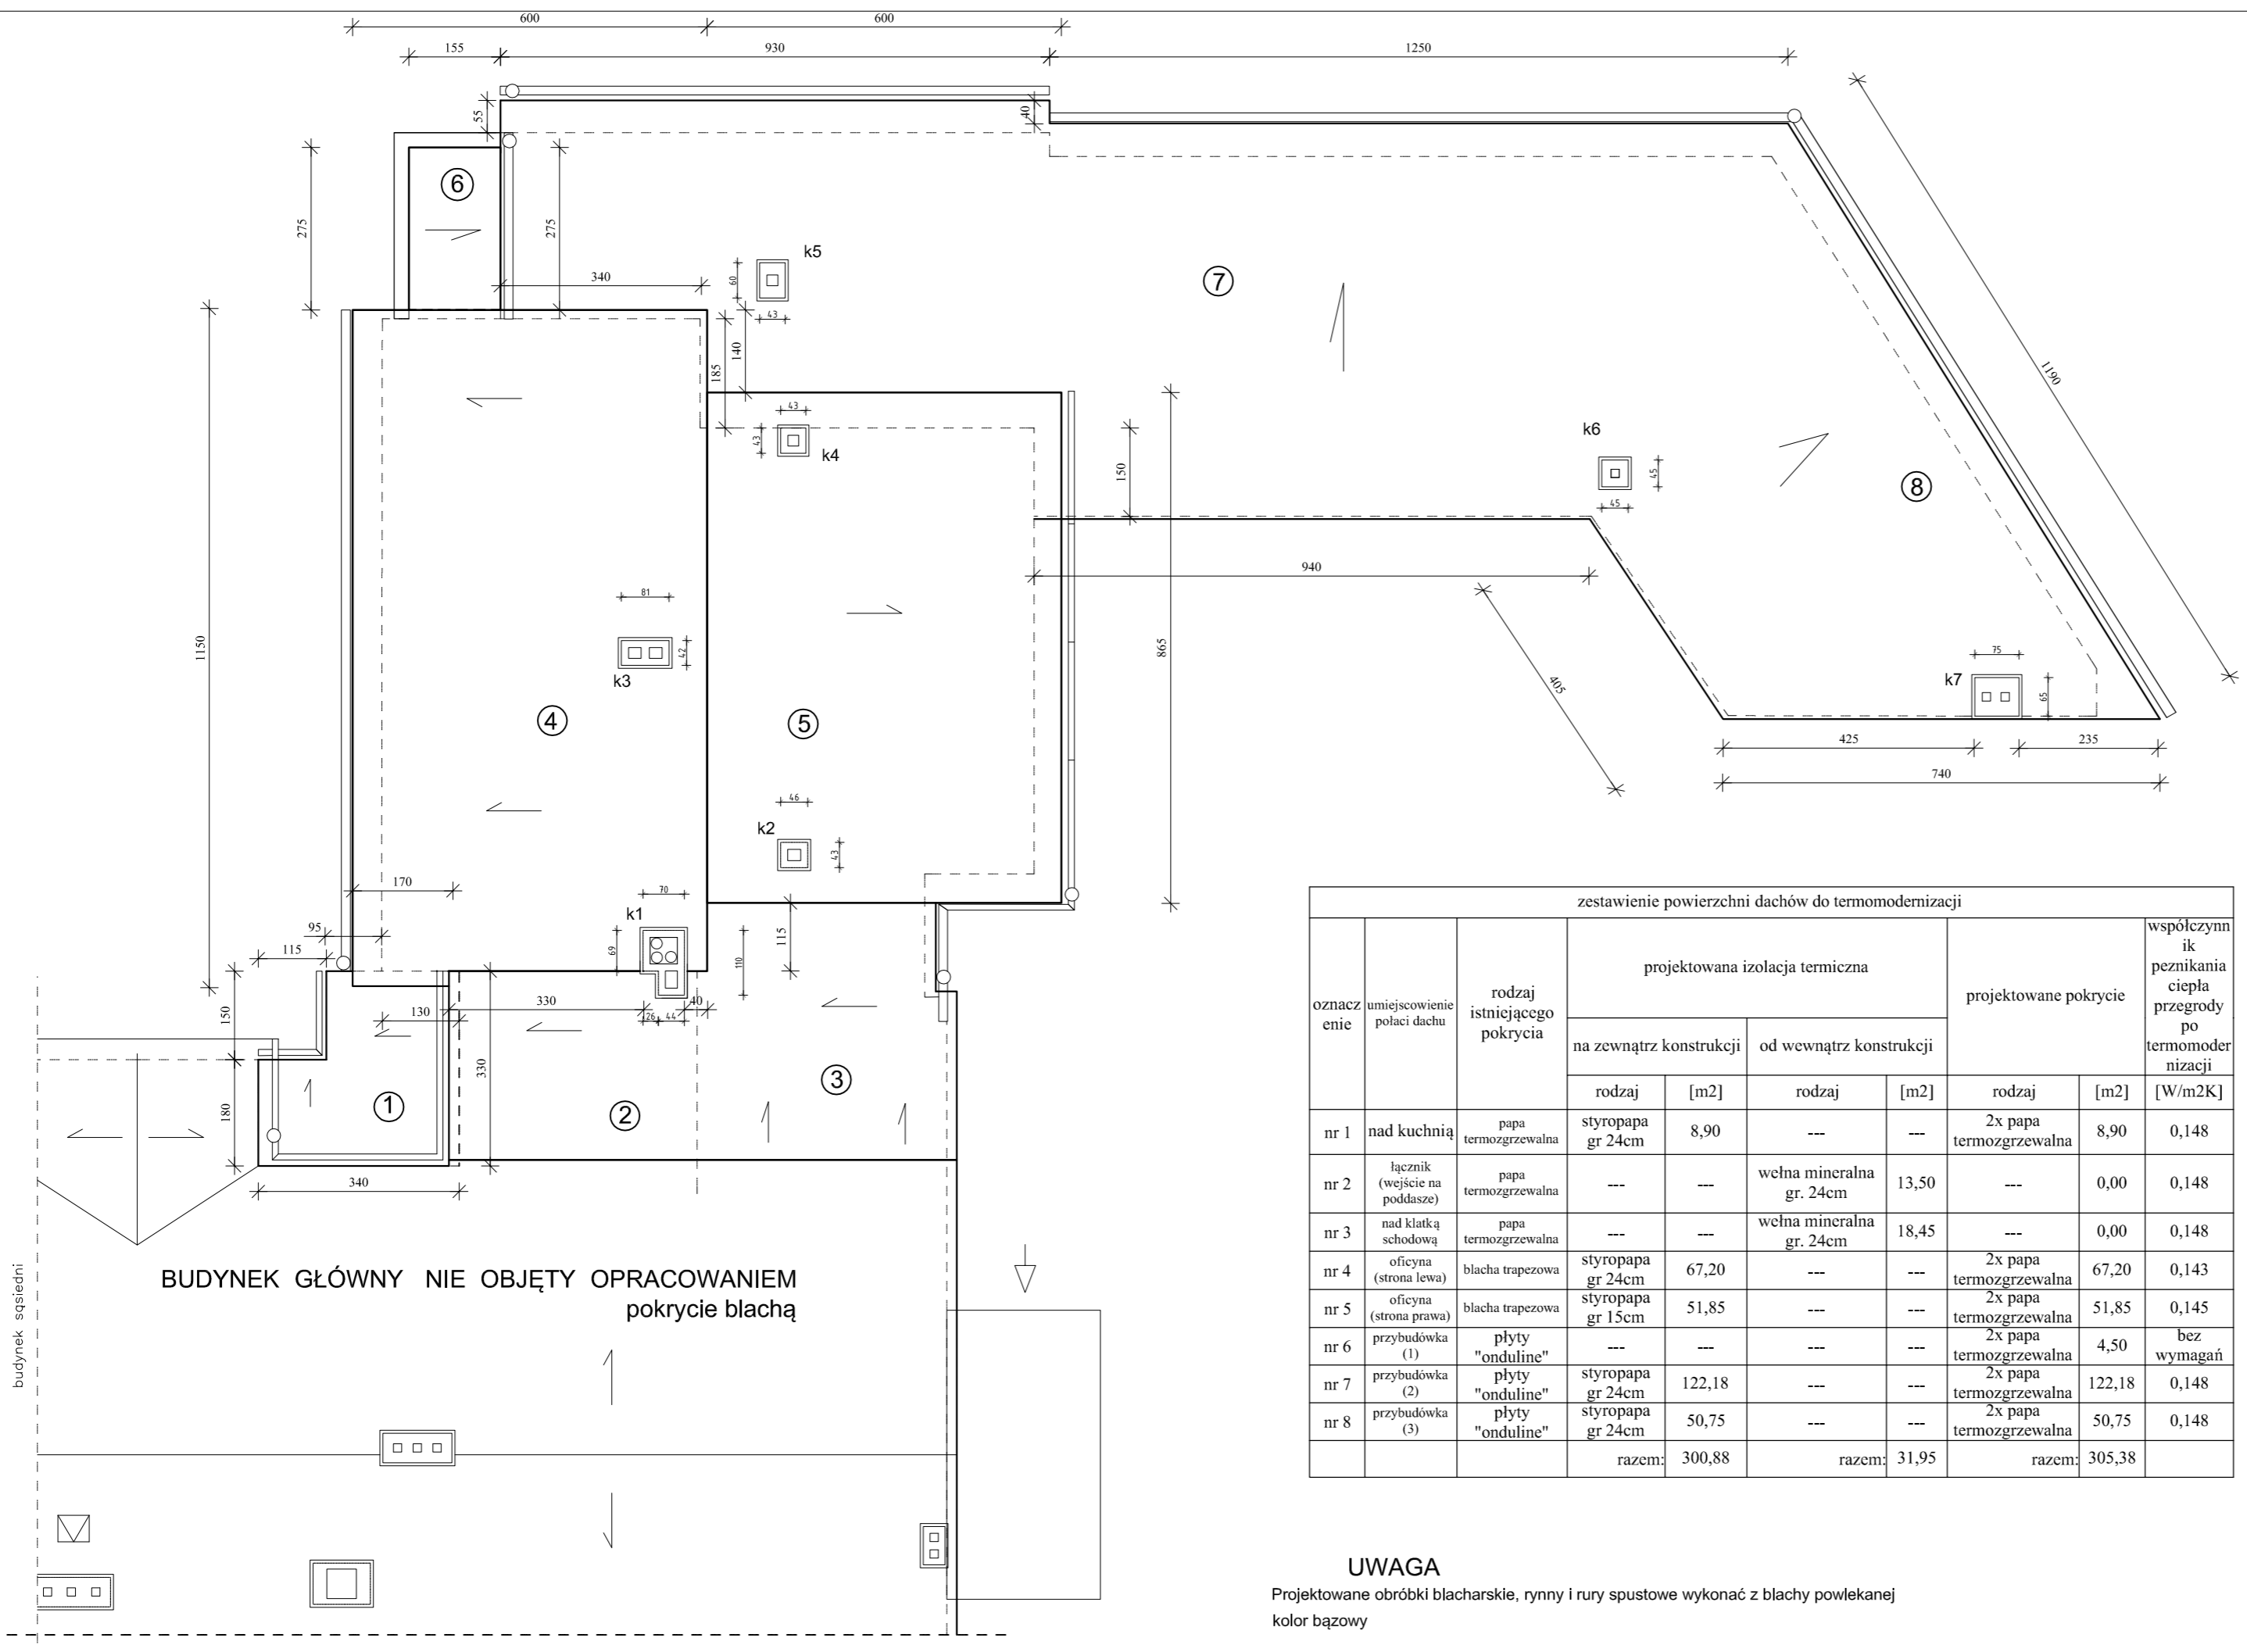 600
600
155
930
1250
55
40
6
275
275
k5
60
340
43
7
1190
140
185
43
43
k4
k6
150
45
45
8
940
81
42
k3
1150
865
405
k7
75
65
4
5
425
235
740
46
k2
43
170
70
k1
95
115
69
110
115
150
330
40
130
26
44
330
180
1
2
3
340
BUDYNEK GŁÓWNY NIE OBJĘTY OPRACOWANIEM
pokrycie blachą
budynek sąsiedni
zestawienie powierzchni dachów do termomodernizacji
oznacz
enie
umiejscowienie
połaci dachu
rodzaj
istniejącego
pokrycia
projektowana izolacja termiczna
projektowane pokrycie
współczynn
ik
peznikania
ciepła
przegrody
po
termomoder
nizacji
na zewnątrz konstrukcji
od wewnątrz konstrukcji
rodzaj [m2] rodzaj [m2] rodzaj [m2] [W/m2K]
nr 1 nad kuchnią papa termozgrzewalna styropapa gr 24cm 8,90 --- --- 2x papa termozgrzewalna 8,90 0,148
nr 2 łącznik (wejście na poddasze) papa termozgrzewalna --- --- wełna mineralna gr. 24cm 13,50 --- 0,00 0,148
nr 3 nad klatką schodową papa termozgrzewalna --- --- wełna mineralna gr. 24cm 18,45 --- 0,00 0,148
nr 4 oficyna (strona lewa) blacha trapezowa styropapa gr 24cm 67,20 --- --- 2x papa termozgrzewalna 67,20 0,143
nr 5 oficyna (strona prawa) blacha trapezowa styropapa gr 15cm 51,85 --- --- 2x papa termozgrzewalna 51,85 0,145
nr 6 przybudówka (1) płyty "onduline" --- --- --- --- 2x papa termozgrzewalna 4,50 bez wymagań
nr 7 przybudówka (2) płyty "onduline" styropapa gr 24cm 122,18 --- --- 2x papa termozgrzewalna 122,18 0,148
nr 8 przybudówka (3) płyty "onduline" styropapa gr 24cm 50,75 --- --- 2x papa termozgrzewalna 50,75 0,148
razem: 300,88 razem: 31,95 razem: 305,38
UWAGA
Projektowane obróbki blacharskie, rynny i rury spustowe wykonać z blachy powlekanej
kolor bązowy